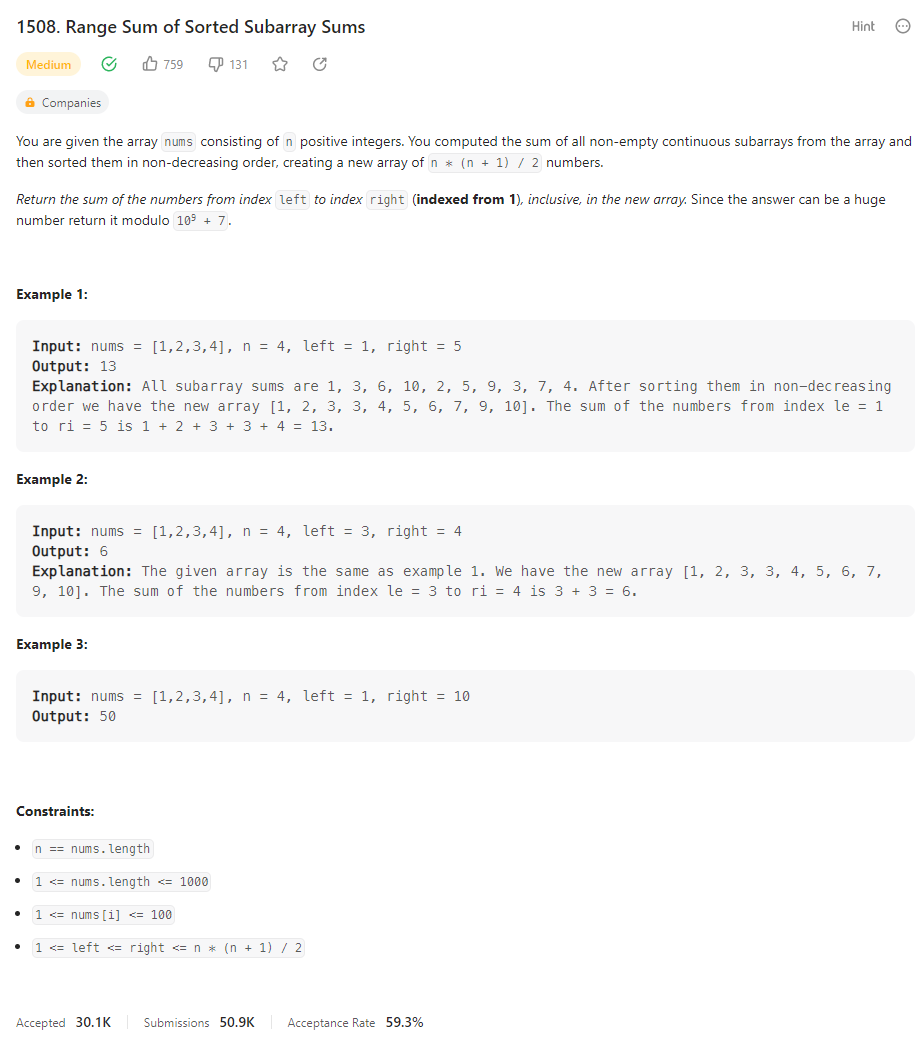 1508. Range Sum of Sorted Subarray Sums
Hint
Medium 759 131
Companies
You are given the array nums consisting of n positive integers. You computed the sum of all non-empty continuous subarrays from the array and
then sorted them in non-decreasing order, creating a new array of n * (n + 1) / 2 numbers.
Return the sum of the numbers from index left to index right (indexed from 1), inclusive, in the new array. Since the answer can be a huge
number return it modulo 10⁹ + 7.
Example 1:
Input: nums = [1,2,3,4], n = 4, left = 1, right = 5
Output: 13
Explanation: All subarray sums are 1, 3, 6, 10, 2, 5, 9, 3, 7, 4. After sorting them in non-decreasing
order we have the new array [1, 2, 3, 3, 4, 5, 6, 7, 9, 10]. The sum of the numbers from index le = 1
to ri = 5 is 1 + 2 + 3 + 3 + 4 = 13.
Example 2:
Input: nums = [1,2,3,4], n = 4, left = 3, right = 4
Output: 6
Explanation: The given array is the same as example 1. We have the new array [1, 2, 3, 3, 4, 5, 6, 7,
9, 10]. The sum of the numbers from index le = 3 to ri = 4 is 3 + 3 = 6.
Example 3:
Input: nums = [1,2,3,4], n = 4, left = 1, right = 10
Output: 50
Constraints:
• n == nums.length
• 1 <= nums.length <= 1000
• 1 <= nums[i] <= 100
• 1 <= left <= right <= n * (n + 1) / 2
Accepted 30.1K Submissions 50.9K Acceptance Rate 59.3%